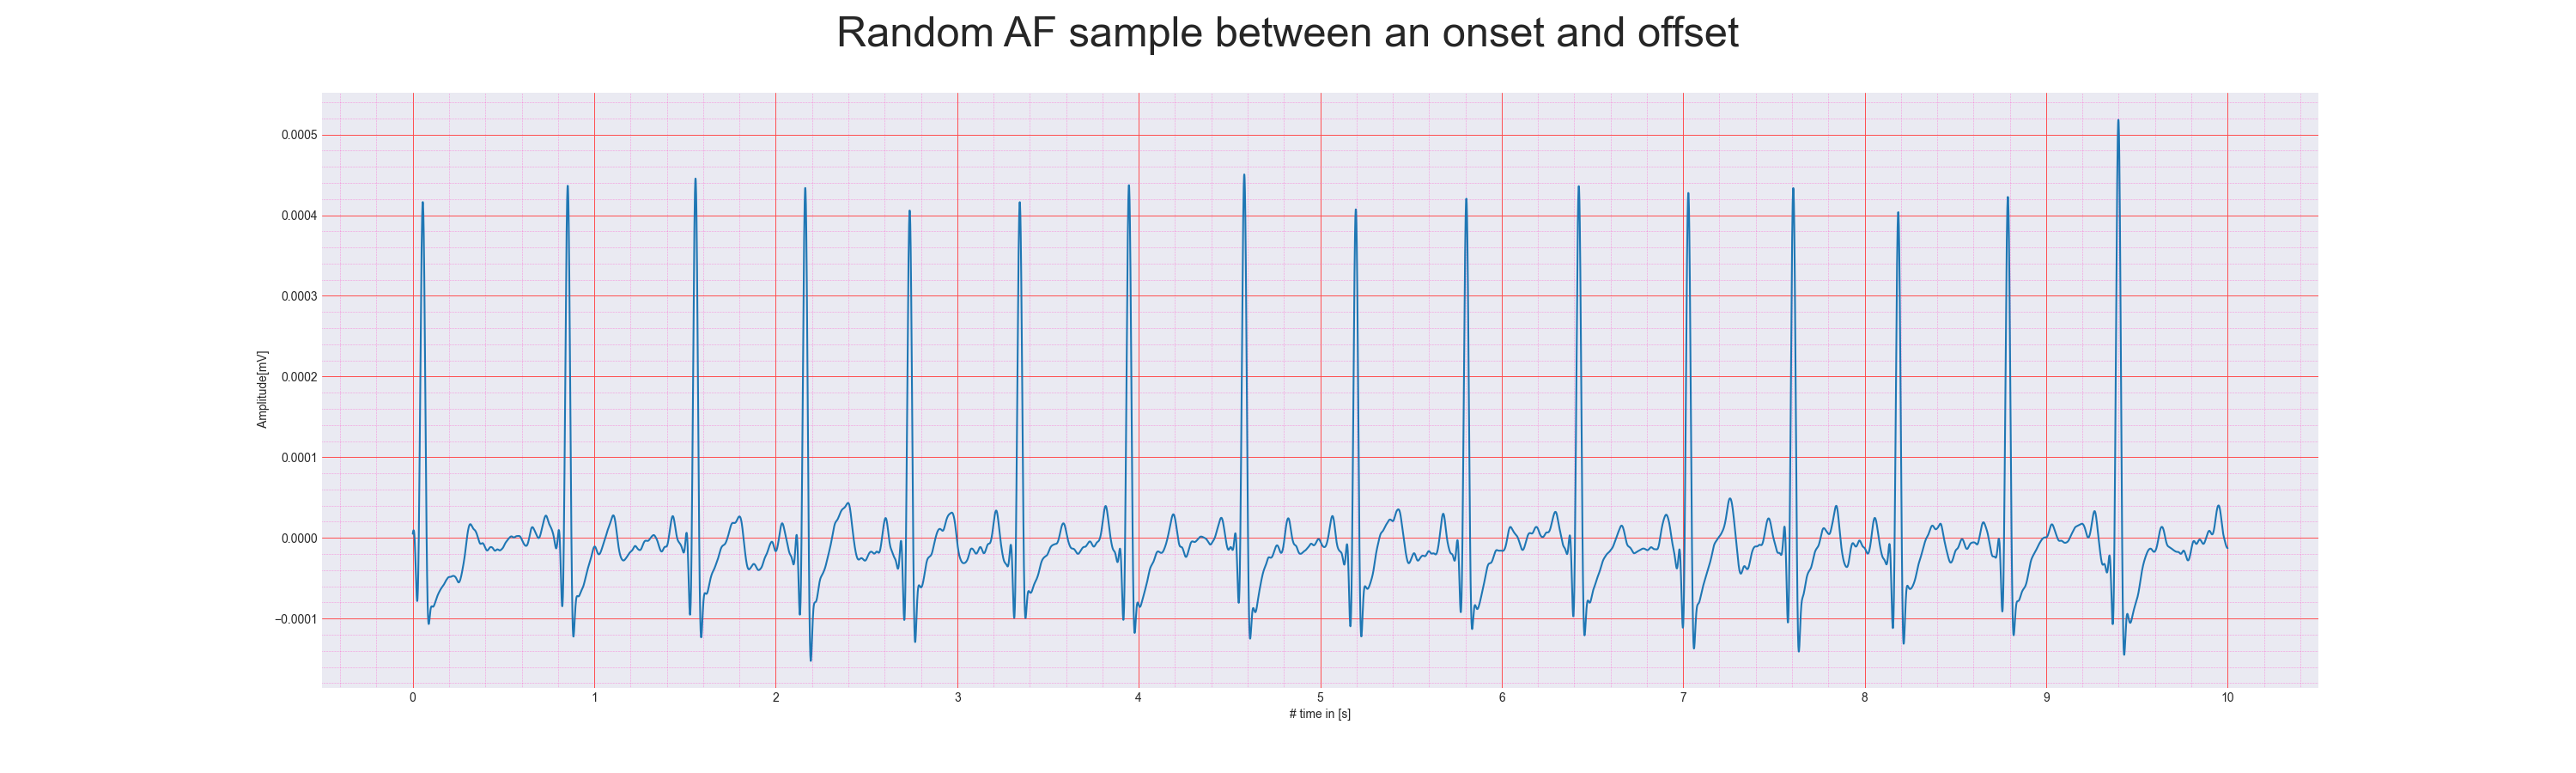 Random AF sample between an onset and offset
0.0005
0.0004
0.0003
0.0002
0.0001
0.0000
−0.0001
Amplitude[mV]
0 1 2 3 4 5 6 7 8 9 10
# time in [s]